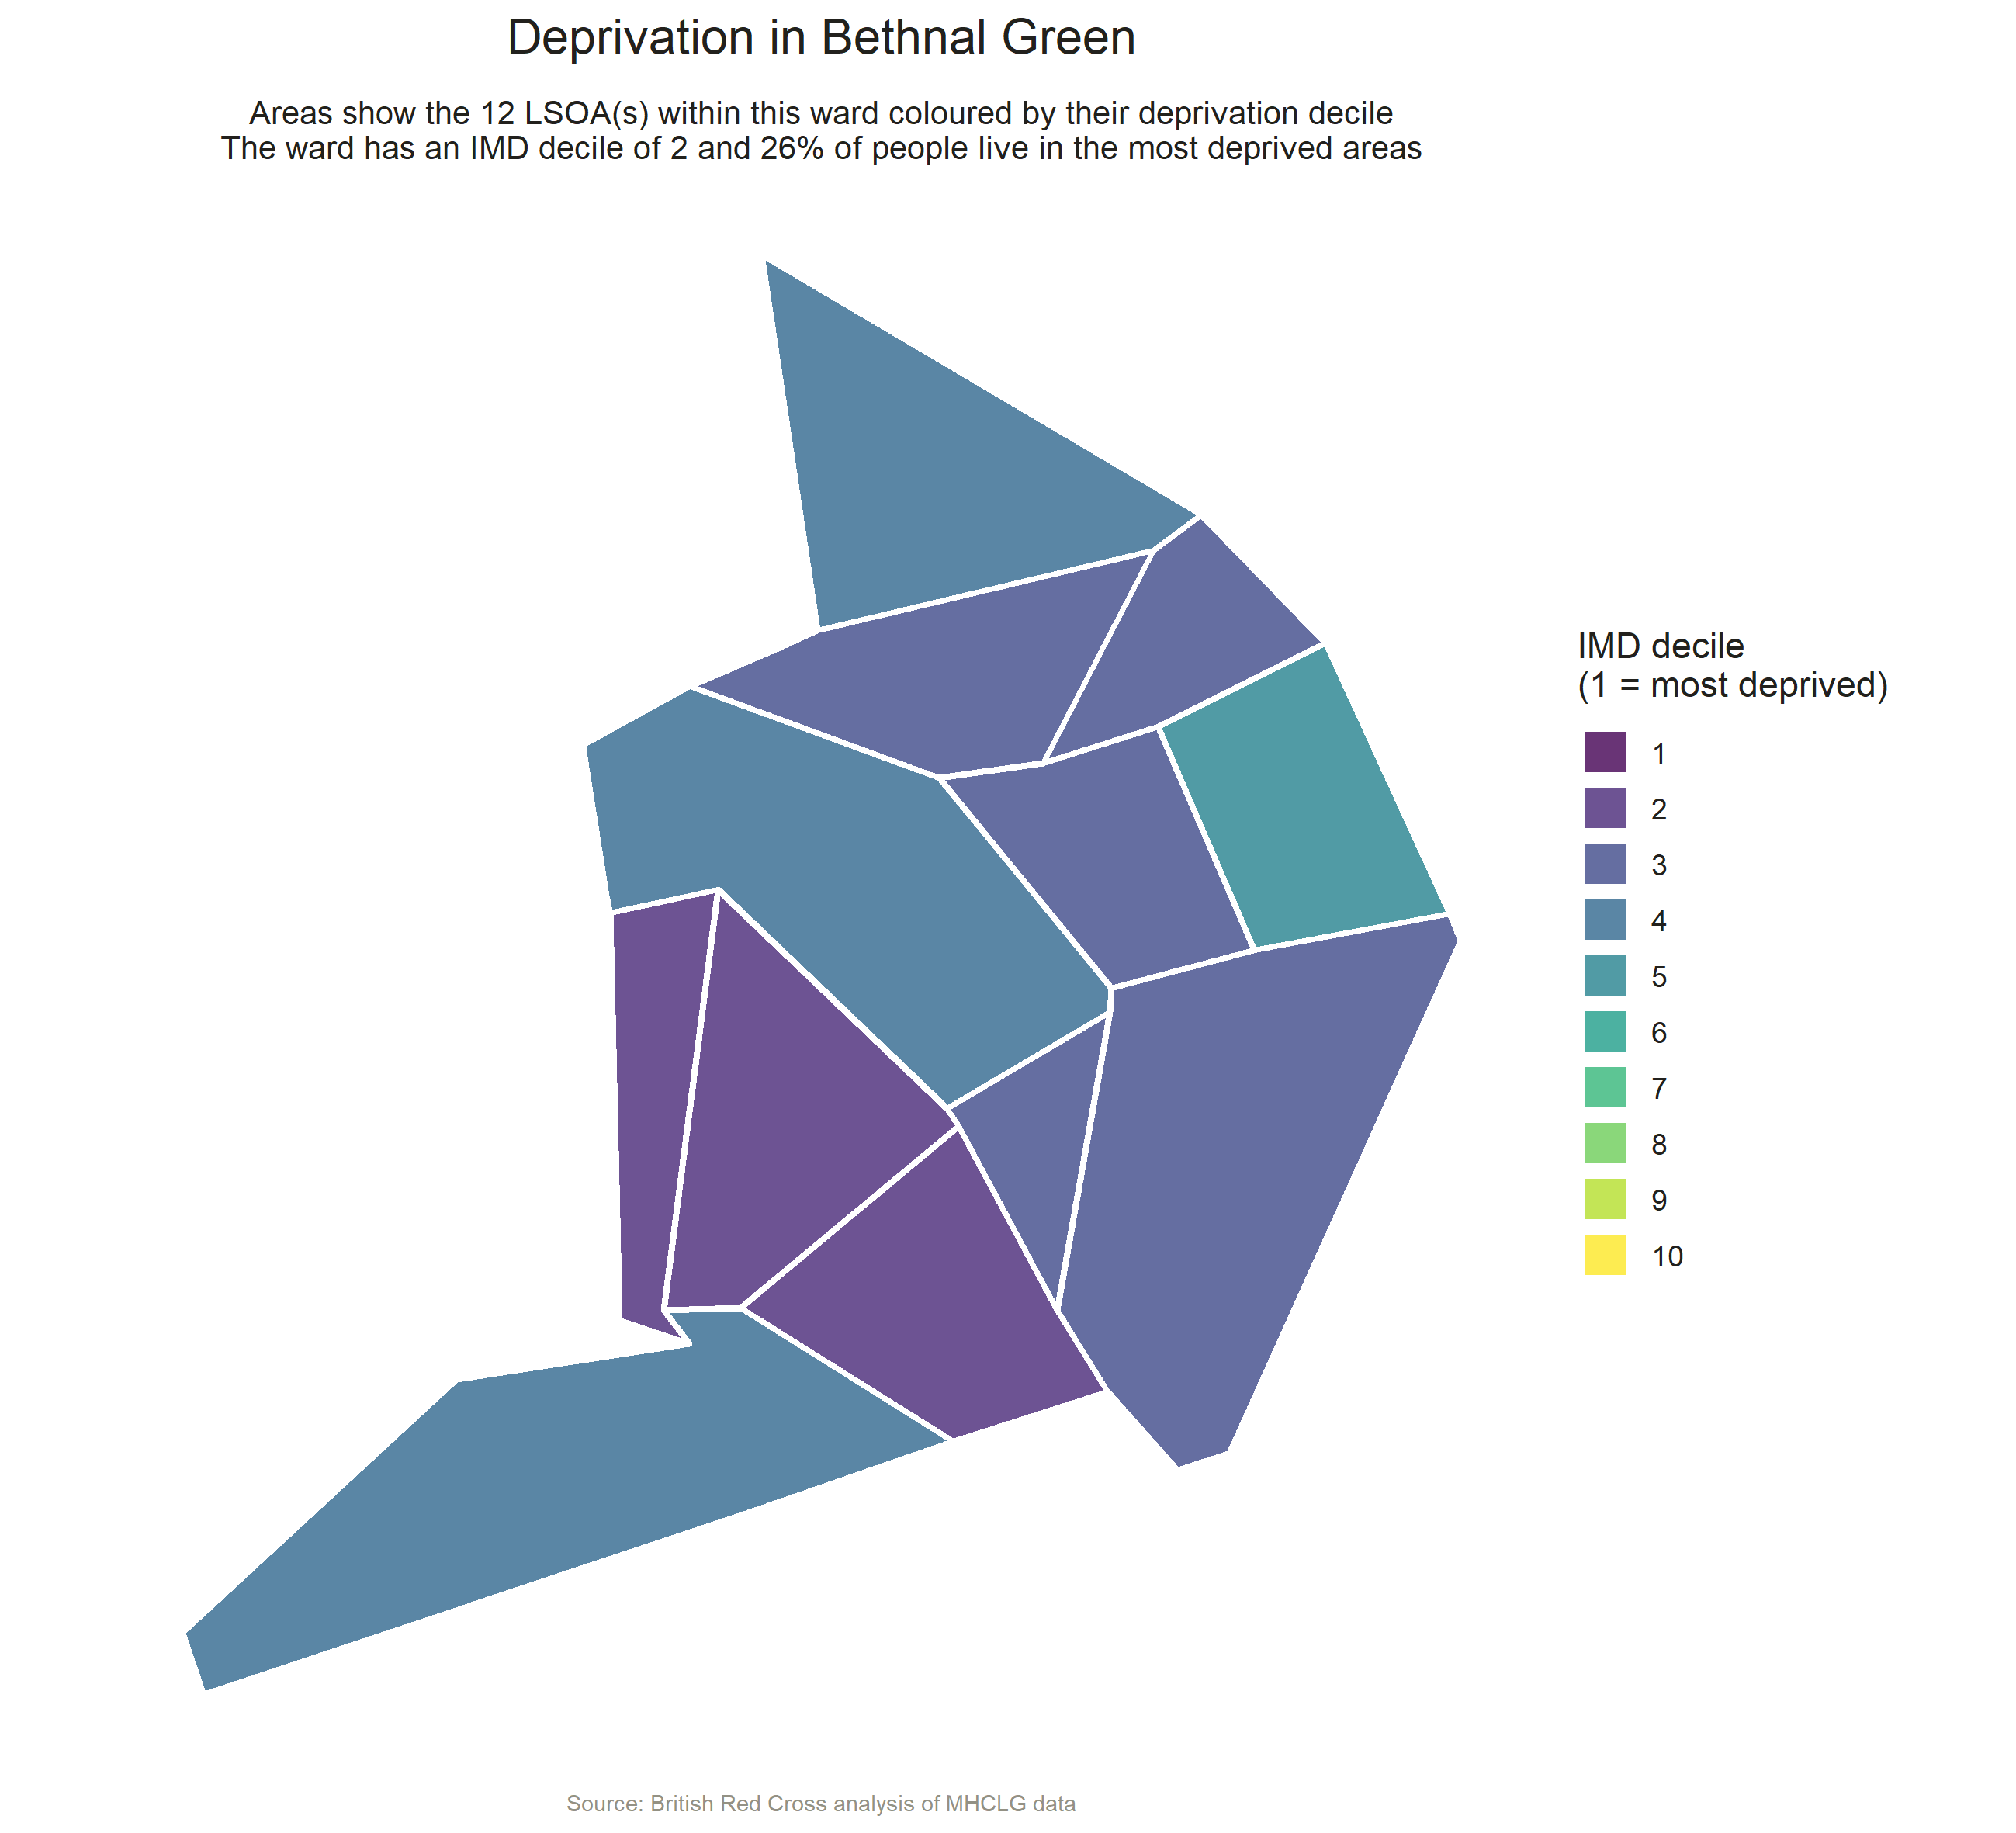 Deprivation in Bethnal Green
Areas show the 12 LSOA(s) within this ward coloured by their deprivation decile
The ward has an IMD decile of 2 and 26% of people live in the most deprived areas
IMD decile
(1 = most deprived)
1
2
3
4
5
6
7
8
9
10
Source: British Red Cross analysis of MHCLG data